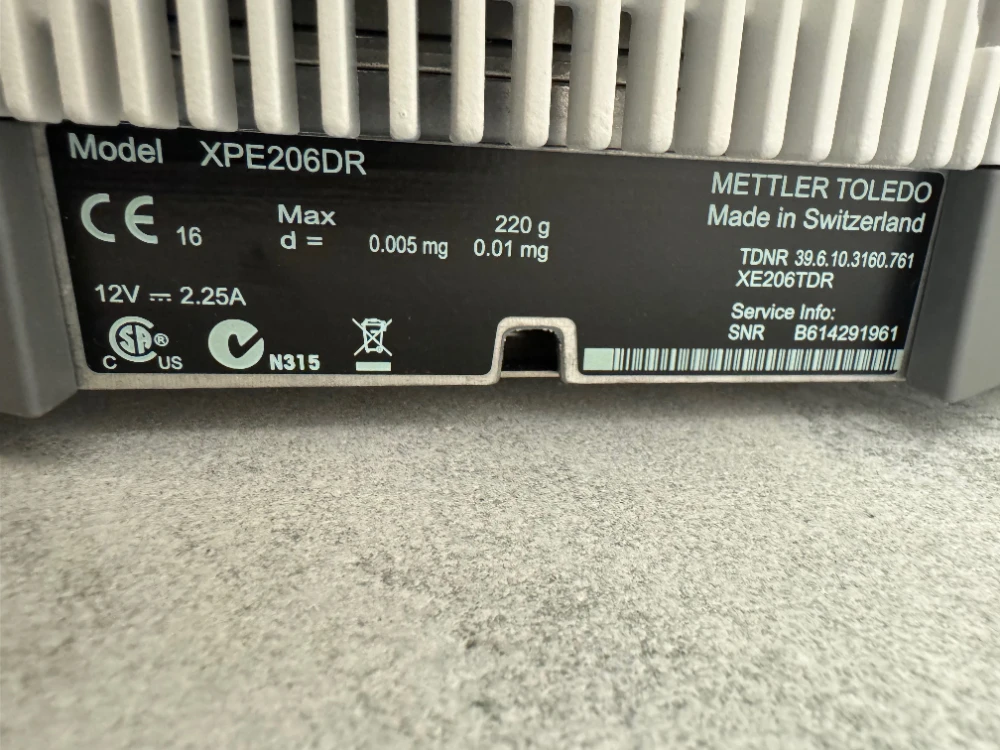 Model XPE206DR
METTLER TOLEDO
Made in Switzerland
CE 16
Max 220 g
d = 0.005 mg 0.01 mg
TDNR 39.6.10.3160.761
XE206TDR
12V 2.25A
Service Info:
SNR B614291961
C SA® US
N315